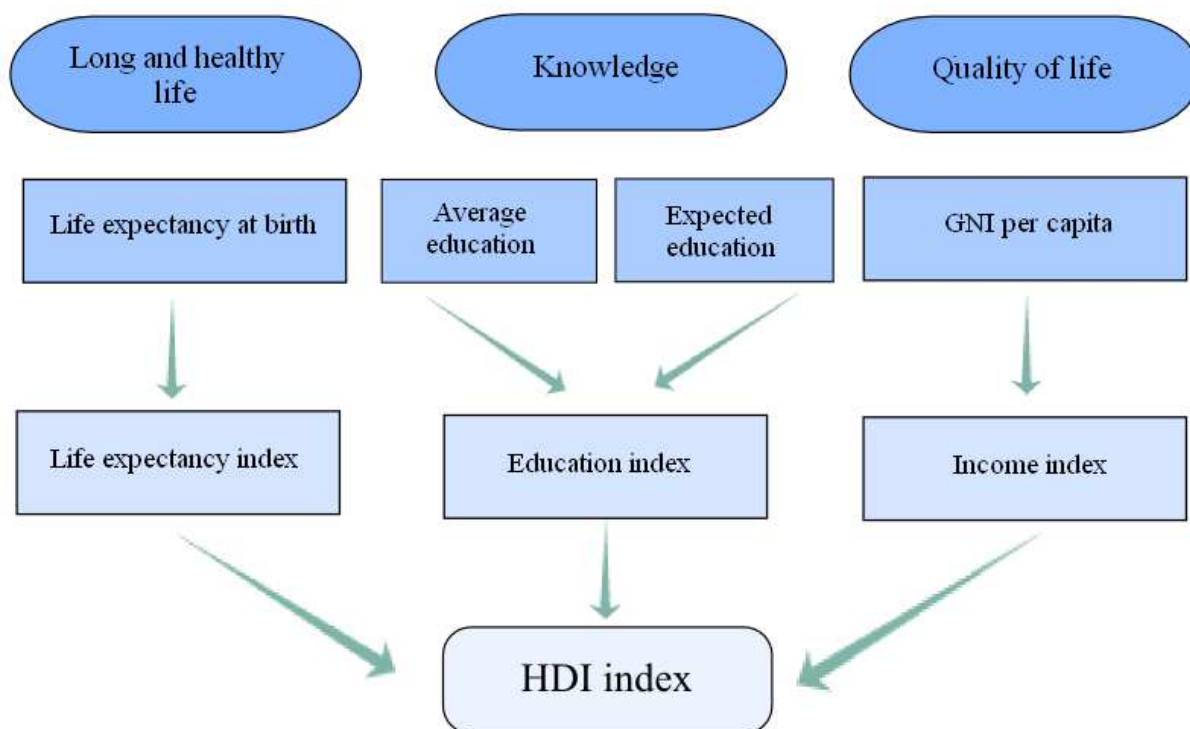 Long and healthy
life
Knowledge
Quality of life
Life expectancy at birth
Average
education
Expected
education
GNI per capita
Life expectancy index
Education index
Income index
HDI index